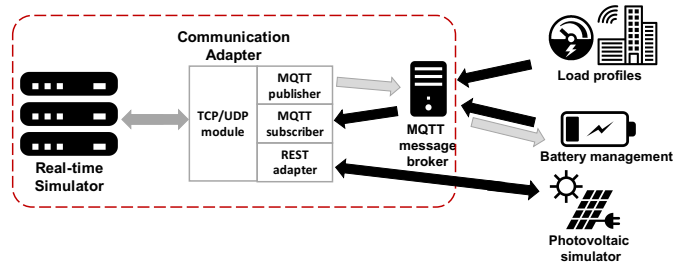 Communication
Adapter
TCP/UDP
module
MQTT
publisher
MQTT
subscriber
REST
adapter
Real-time
Simulator
MQTT
message
broker
Load profiles
Battery management
Photovoltaic
simulator